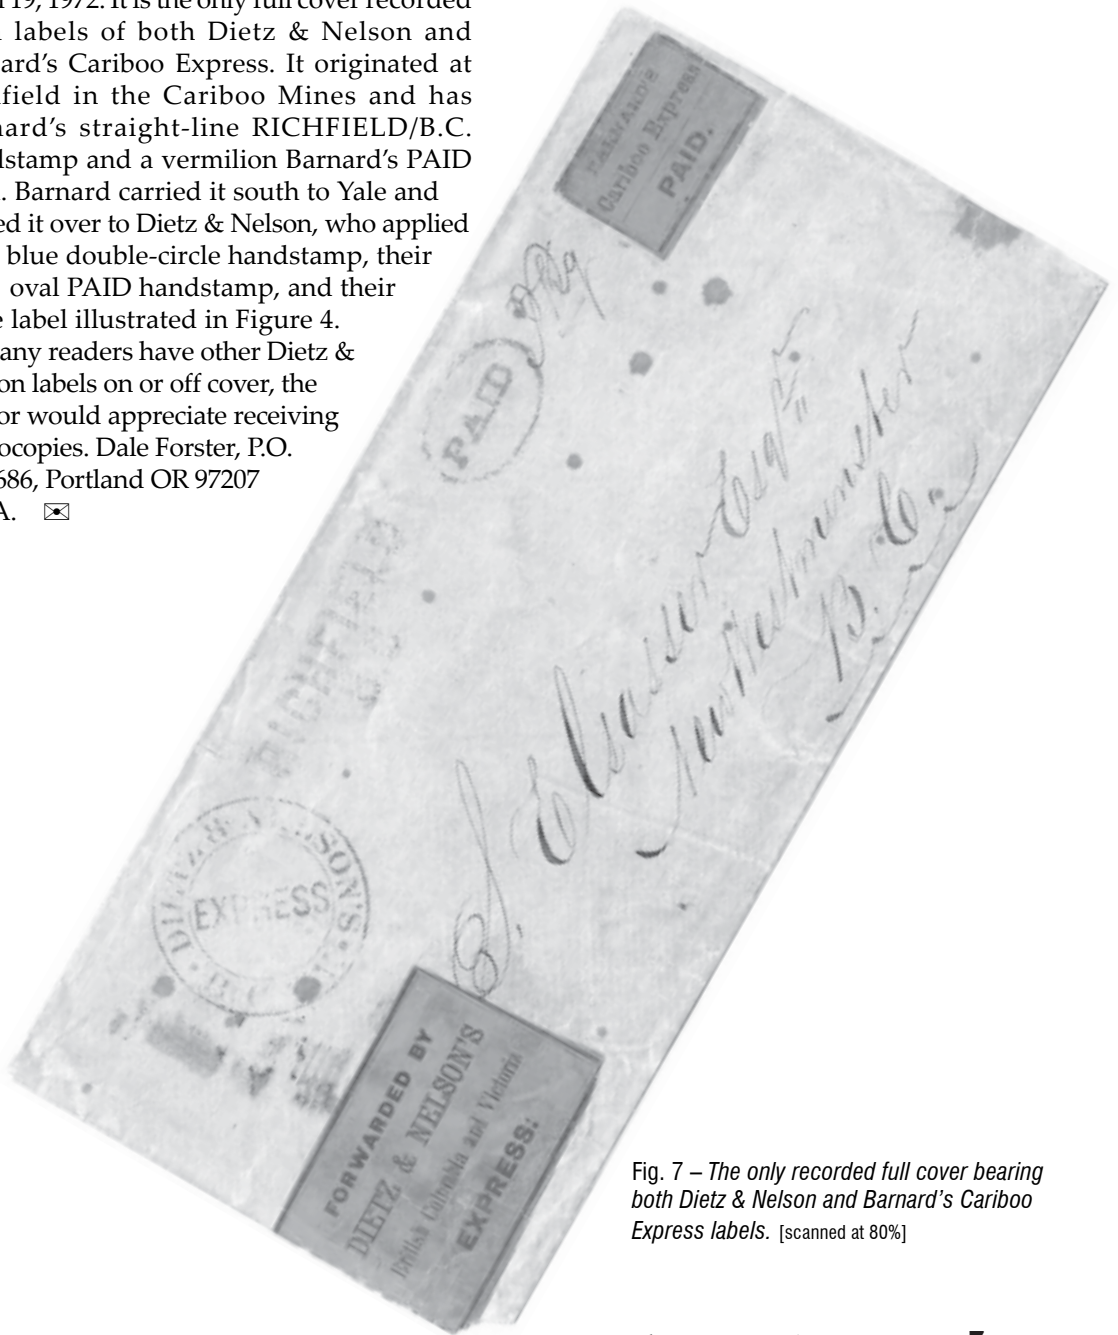 19, 1972. It is the only full cover recorded
labels of both Dietz & Nelson and
ard's Cariboo Express. It originated at
field in the Cariboo Mines and has
nard's straight-line RICHFIELD/B.C.
dstamp and a vermilion Barnard's PAID
. Barnard carried it south to Yale and
ed it over to Dietz & Nelson, who applied
blue double-circle handstamp, their
oval PAID handstamp, and their
e label illustrated in Figure 4.
any readers have other Dietz &
on labels on or off cover, the
or would appreciate receiving
ocopies. Dale Forster, P.O.
686, Portland OR 97207
A.
BARNARD'S
Cariboo Express
PAID.
PAID
RICHFIELD
DIETZ & NELSON'S
EXPRESS
S. Elsasser Esqr
New Westminster
B.C.
FORWARDED BY
DIETZ & NELSON'S
British Columbia and Victoria
EXPRESS:
Fig. 7 – The only recorded full cover bearing
both Dietz & Nelson and Barnard's Cariboo
Express labels. [scanned at 80%]